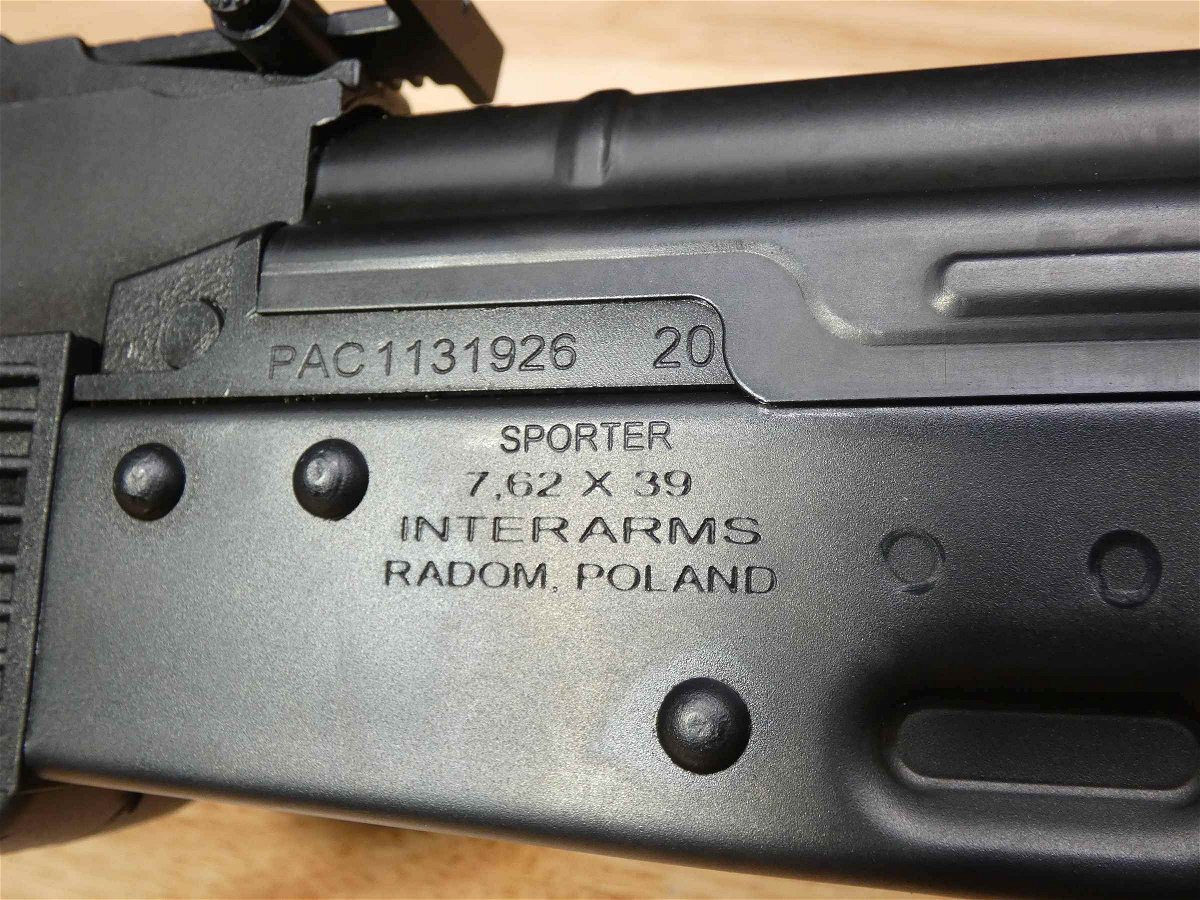 PAC1131926 20
SPORTER
7,62 X 39
INTERARMS
RADOM, POLAND